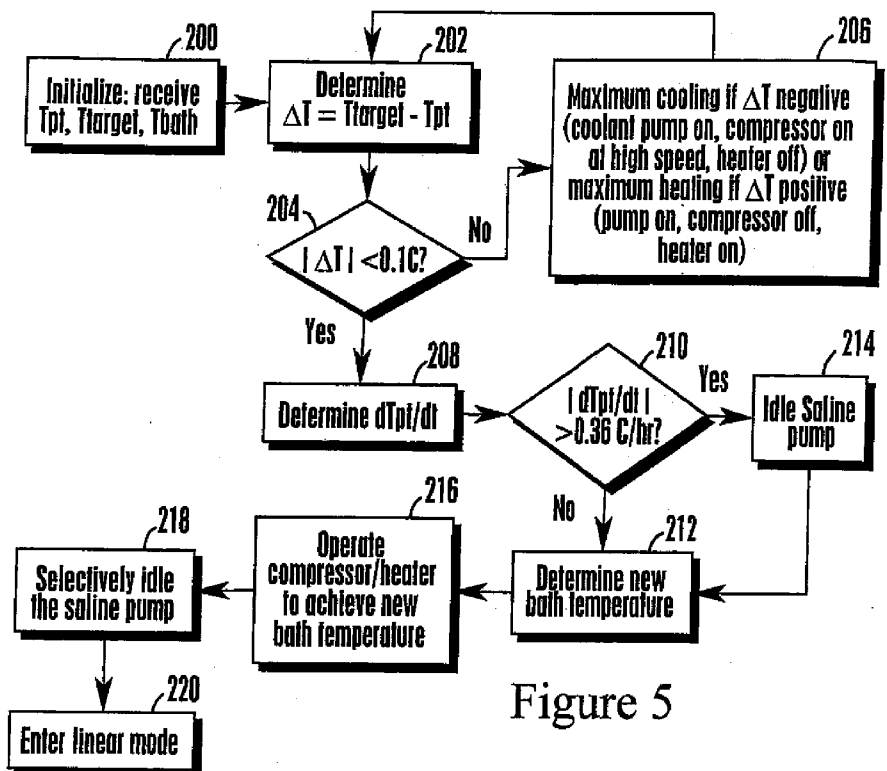 200
Initialize: receive
Tpt, Ttarget, Tbath
202
Determine
ΔT = Ttarget - Tpt
206
Maximum cooling if ΔT negative
(coolant pump on, compressor on
at high speed, heater off) or
maximum heating if ΔT positive
(pump on, compressor off,
heater on)
204
| ΔT | <0.1C?
No
Yes
208
Determine dTpt/dt
210
| dTpt/dt |
>0.36 C/hr?
Yes
No
214
Idle Saline
pump
212
Determine new
bath temperature
216
Operate
compressor/heater
to achieve new
bath temperature
218
Selectively idle
the saline pump
220
Enter linear mode
Figure 5